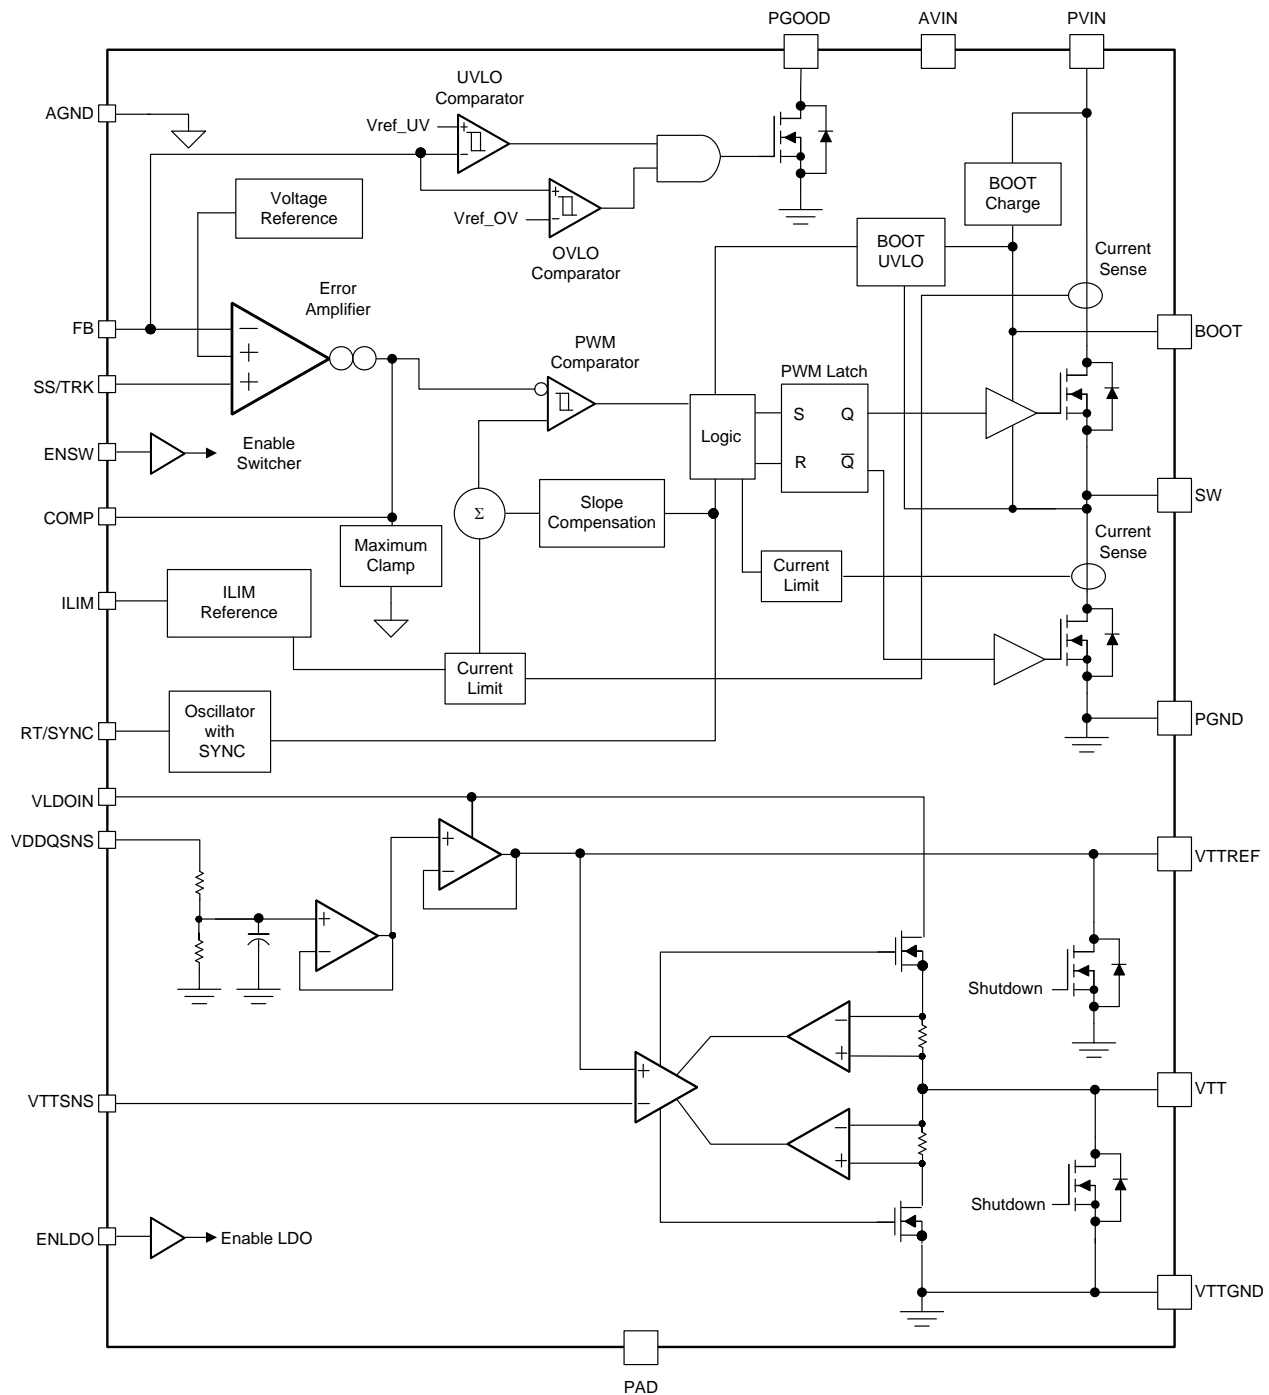 PGOOD
AVIN
PVIN
AGND
UVLO
Comparator
Vref_UV
Voltage
Reference
Vref_OV
OVLO
Comparator
BOOT
Charge
BOOT
UVLO
Current
Sense
Error
Amplifier
FB
−
+
+
SS/TRK
PWM
Comparator
BOOT
PWM Latch
S
Q
R
Q̅
Logic
ENSW
Enable
Switcher
COMP
Σ
Slope
Compensation
SW
Maximum
Clamp
Current
Sense
ILIM
ILIM
Reference
Current
Limit
Current
Limit
RT/SYNC
Oscillator
with
SYNC
PGND
VLDOIN
VDDQSNS
VTTREF
Shutdown
VTTSNS
VTT
Shutdown
ENLDO
Enable LDO
VTTGND
PAD